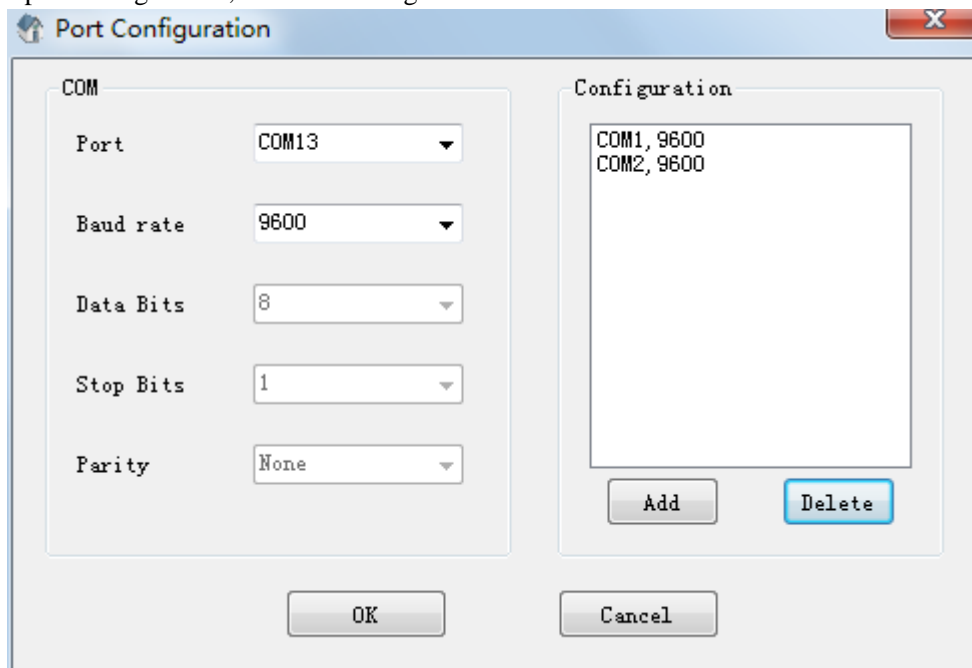 Port Configuration
COM
Port
COM13
Baud rate
9600
Data Bits
8
Stop Bits
1
Parity
None
Configuration
COM1, 9600
COM2, 9600
Add
Delete
OK
Cancel